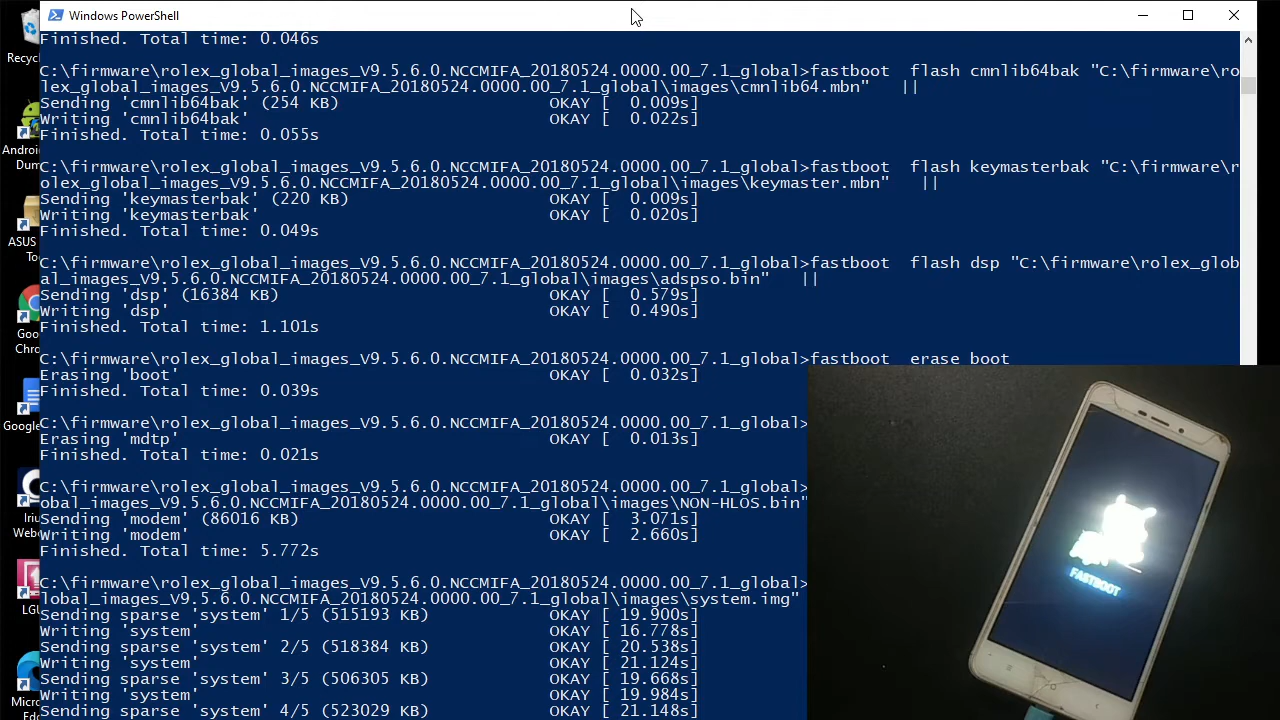 Windows PowerShell
Finished. Total time: 0.046s
C:\firmware\rolex_global_images_V9.5.6.0.NCCMIFA_20180524.0000.00_7.1_global>fastboot  flash cmnlib64bak "C:\firmware\ro
lex_global_images_V9.5.6.0.NCCMIFA_20180524.0000.00_7.1_global\images\cmnlib64.mbn"   ||
Sending 'cmnlib64bak' (254 KB)                     OKAY [  0.009s]
Writing 'cmnlib64bak'                              OKAY [  0.022s]
Finished. Total time: 0.055s
C:\firmware\rolex_global_images_V9.5.6.0.NCCMIFA_20180524.0000.00_7.1_global>fastboot  flash keymasterbak "C:\firmware\r
olex_global_images_V9.5.6.0.NCCMIFA_20180524.0000.00_7.1_global\images\keymaster.mbn"   ||
Sending 'keymasterbak' (220 KB)                    OKAY [  0.009s]
Writing 'keymasterbak'                             OKAY [  0.020s]
Finished. Total time: 0.049s
C:\firmware\rolex_global_images_V9.5.6.0.NCCMIFA_20180524.0000.00_7.1_global>fastboot  flash dsp "C:\firmware\rolex_glob
al_images_V9.5.6.0.NCCMIFA_20180524.0000.00_7.1_global\images\adspso.bin"   ||
Sending 'dsp' (16384 KB)                           OKAY [  0.579s]
Writing 'dsp'                                      OKAY [  0.490s]
Finished. Total time: 1.101s
C:\firmware\rolex_global_images_V9.5.6.0.NCCMIFA_20180524.0000.00_7.1_global>fastboot  erase boot
Erasing 'boot'                                     OKAY [  0.032s]
Finished. Total time: 0.039s
C:\firmware\rolex_global_images_V9.5.6.0.NCCMIFA_20180524.0000.00_7.1_global>
Erasing 'mdtp'                                     OKAY [  0.013s]
Finished. Total time: 0.021s
C:\firmware\rolex_global_images_V9.5.6.0.NCCMIFA_20180524.0000.00_7.1_global>
obal_images_V9.5.6.0.NCCMIFA_20180524.0000.00_7.1_global\images\NON-HLOS.bin"
Sending 'modem' (86016 KB)                         OKAY [  3.071s]
Writing 'modem'                                    OKAY [  2.660s]
Finished. Total time: 5.772s
C:\firmware\rolex_global_images_V9.5.6.0.NCCMIFA_20180524.0000.00_7.1_global>
lobal_images_V9.5.6.0.NCCMIFA_20180524.0000.00_7.1_global\images\system.img"
Sending sparse 'system' 1/5 (515193 KB)            OKAY [ 19.900s]
Writing 'system'                                   OKAY [ 16.778s]
Sending sparse 'system' 2/5 (518384 KB)            OKAY [ 20.538s]
Writing 'system'                                   OKAY [ 21.124s]
Sending sparse 'system' 3/5 (506305 KB)            OKAY [ 19.668s]
Writing 'system'                                   OKAY [ 19.984s]
Sending sparse 'system' 4/5 (523029 KB)            OKAY [ 21.148s]
Recyc
Android
Dum
ASUS
To
Goo
Chro
Google
Iriu
Webc
LGU
Micro
Edg
FASTBOOT